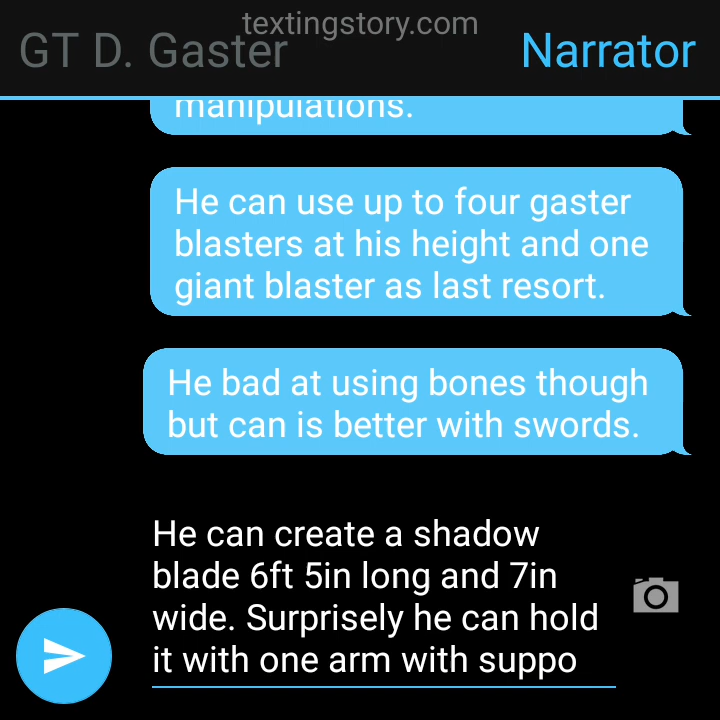 textingstory.com
GT D. Gaster
Narrator
manipulations.
He can use up to four gaster
blasters at his height and one
giant blaster as last resort.
He bad at using bones though
but can is better with swords.
He can create a shadow
blade 6ft 5in long and 7in
wide. Surprisely he can hold
it with one arm with suppo